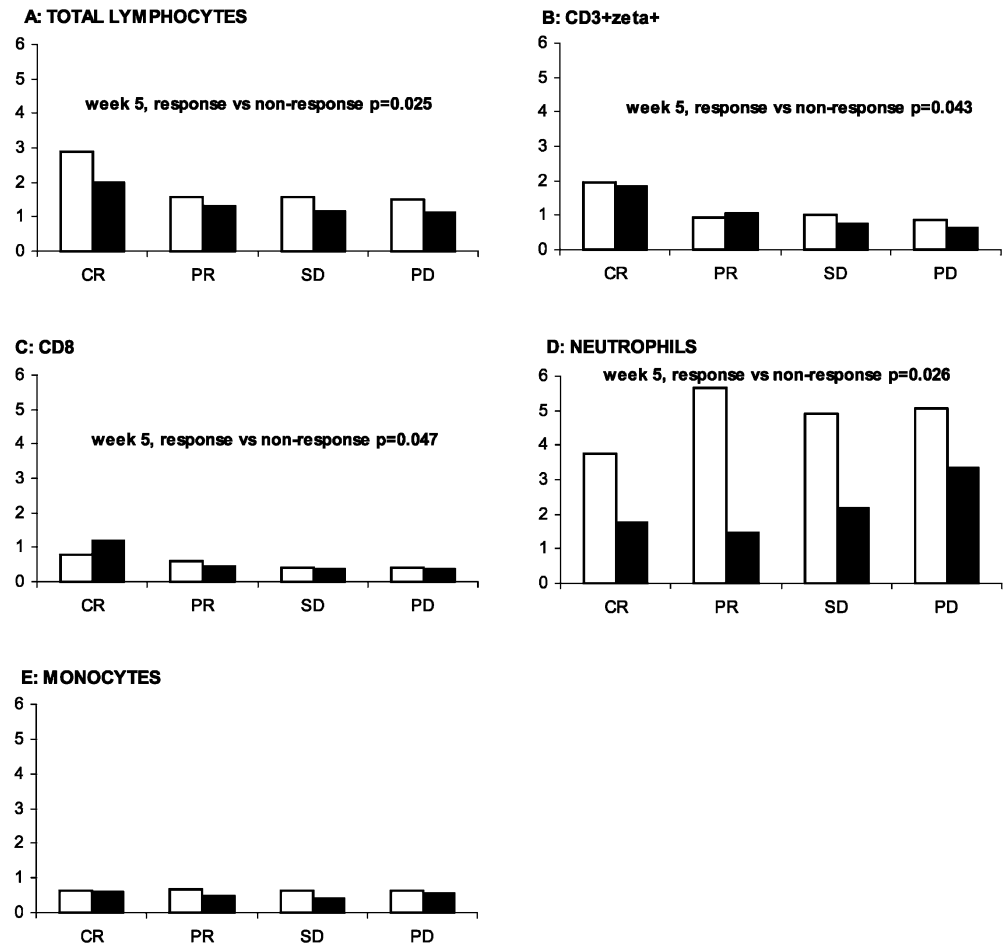 A: TOTAL LYMPHOCYTES
6
5
week 5, response vs non-response p=0.025
4
3
2
1
0
CR PR SD PD
B: CD3+zeta+
6
5
week 5, response vs non-response p=0.043
4
3
2
1
0
CR PR SD PD
C: CD8
6
5
week 5, response vs non-response p=0.047
4
3
2
1
0
CR PR SD PD
D: NEUTROPHILS
week 5, response vs non-response p=0.026
6
5
4
3
2
1
0
CR PR SD PD
E: MONOCYTES
6
5
4
3
2
1
0
CR PR SD PD